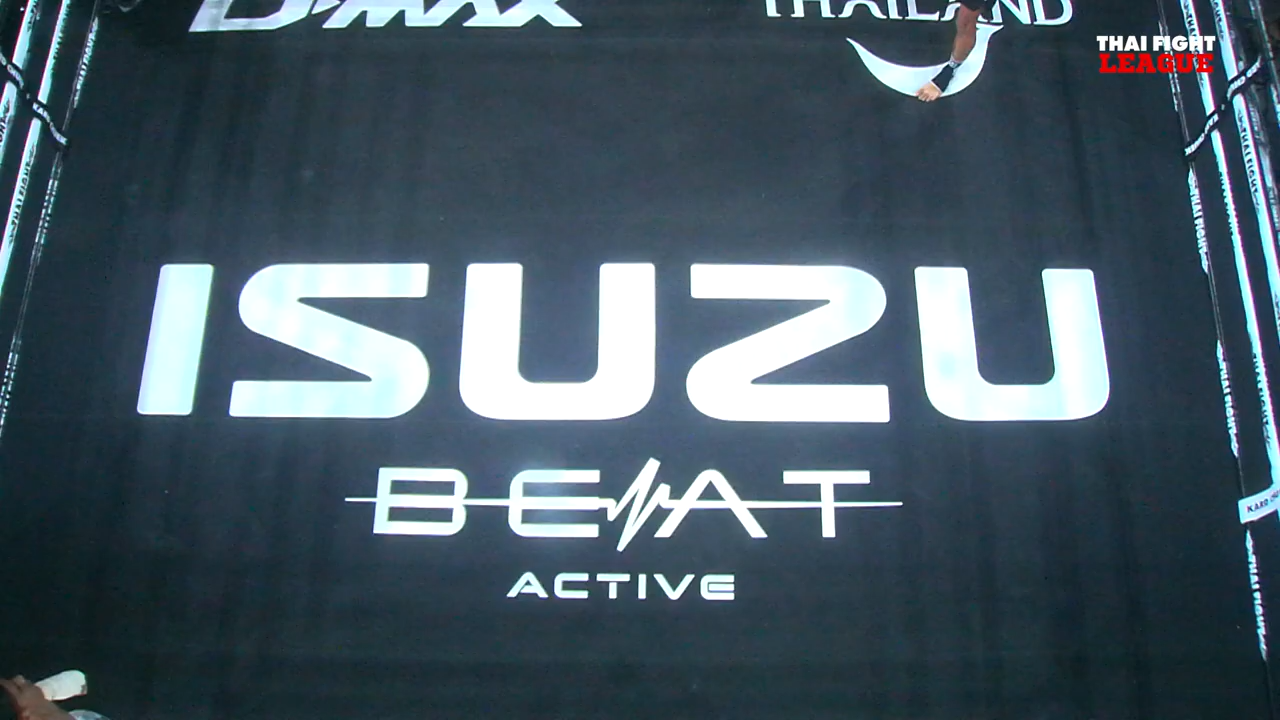 D-MAX
THAILAND
THAI FIGHT
LEAGUE
ISUZU
BEAT
ACTIVE